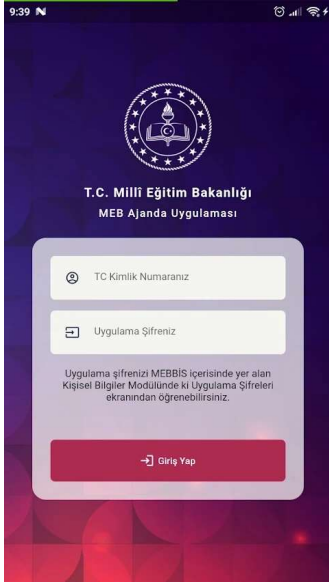 9:39
T.C. Millî Eğitim Bakanlığı
MEB Ajanda Uygulaması
TC Kimlik Numaranız
Uygulama Şifreniz
Uygulama şifrenizi MEBBİS içerisinde yer alan
Kişisel Bilgiler Modülünde ki Uygulama Şifreleri
ekranından öğrenebilirsiniz.
Giriş Yap